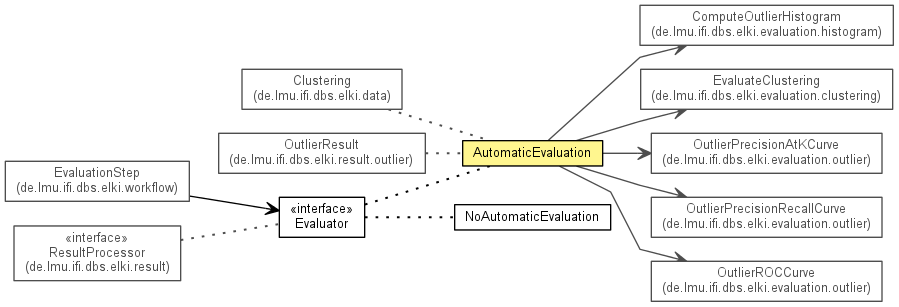 ComputeOutlierHistogram
(de.lmu.ifi.dbs.elki.evaluation.histogram)
Clustering
(de.lmu.ifi.dbs.elki.data)
EvaluateClustering
(de.lmu.ifi.dbs.elki.evaluation.clustering)
OutlierResult
(de.lmu.ifi.dbs.elki.result.outlier)
AutomaticEvaluation
OutlierPrecisionAtKCurve
(de.lmu.ifi.dbs.elki.evaluation.outlier)
EvaluationStep
(de.lmu.ifi.dbs.elki.workflow)
«interface»
Evaluator
NoAutomaticEvaluation
OutlierPrecisionRecallCurve
(de.lmu.ifi.dbs.elki.evaluation.outlier)
«interface»
ResultProcessor
(de.lmu.ifi.dbs.elki.result)
OutlierROCCurve
(de.lmu.ifi.dbs.elki.evaluation.outlier)